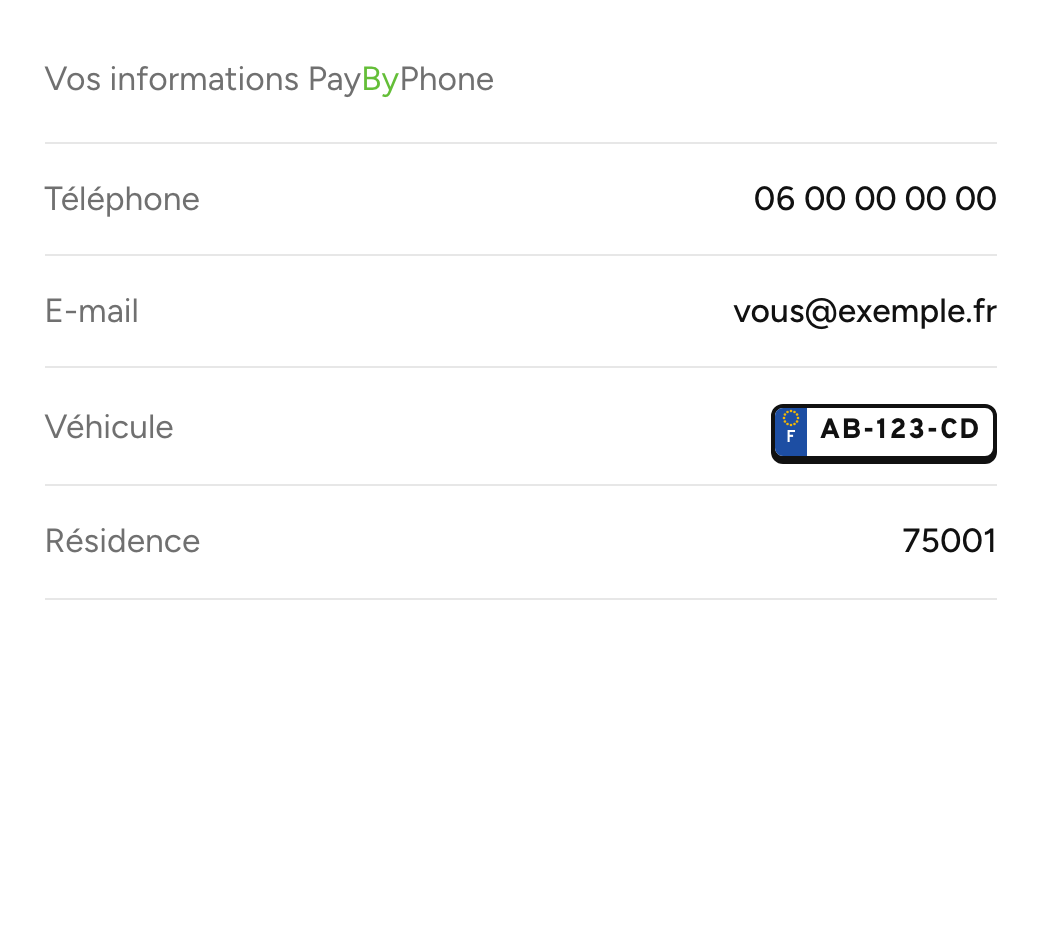 Vos informations PayByPhone
Téléphone 06 00 00 00 00
E-mail vous@exemple.fr
Véhicule F AB-123-CD
Résidence 75001